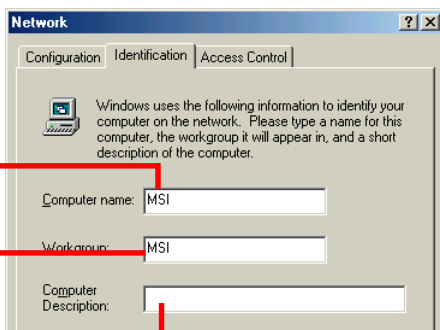 Network
Configuration Identification Access Control
Windows uses the following information to identify your
computer on the network. Please type a name for this
computer, the workgroup it will appear in, and a short
description of the computer.
Computer name: MSI
Workgroup: MSI
Computer
Description: